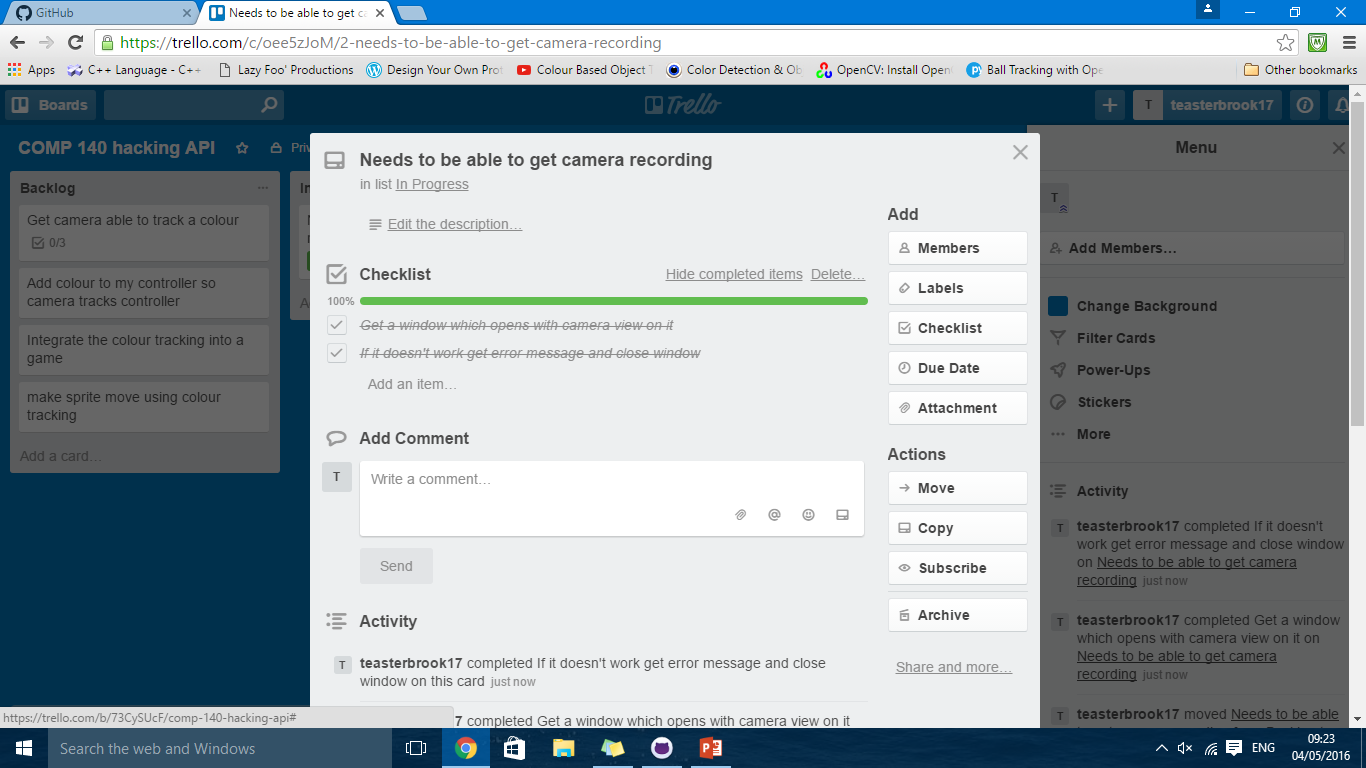 GitHub
Needs to be able to get ca
https://trello.com/c/oee5zJoM/2-needs-to-be-able-to-get-camera-recording
Apps
C++ Language - C++
Lazy Foo' Productions
Design Your Own Prot
Colour Based Object T
Color Detection & Ob
OpenCV: Install Open
Ball Tracking with Ope
Other bookmarks
Boards
Trello
T
teasterbrook17
COMP 140 hacking API
Priv
Menu
Backlog
Get camera able to track a colour
0/3
Add colour to my controller so
camera tracks controller
Integrate the colour tracking into a
game
make sprite move using colour
tracking
Add a card…
Needs to be able to get camera recording
in list In Progress
Edit the description…
Checklist
Hide completed items Delete…
100%
Get a window which opens with camera view on it
If it doesn't work get error message and close window
Add an item…
Add Comment
T
Write a comment…
Send
Activity
T
teasterbrook17 completed If it doesn't work get error message and close
window on this card just now
7 completed Get a window which opens with camera view on it
Add
Members
Labels
Checklist
Due Date
Attachment
Actions
Move
Copy
Subscribe
Archive
Share and more…
T
Add Members…
Change Background
Filter Cards
Power-Ups
Stickers
More
Activity
T
teasterbrook17 completed If it doesn't
work get error message and close window
on Needs to be able to get camera
recording just now
T
teasterbrook17 completed Get a window
which opens with camera view on it on
Needs to be able to get camera
recording just now
T
teasterbrook17 moved Needs to be able
https://trello.com/b/73CySUcF/comp-140-hacking-api#
Search the web and Windows
ENG
09:23
04/05/2016